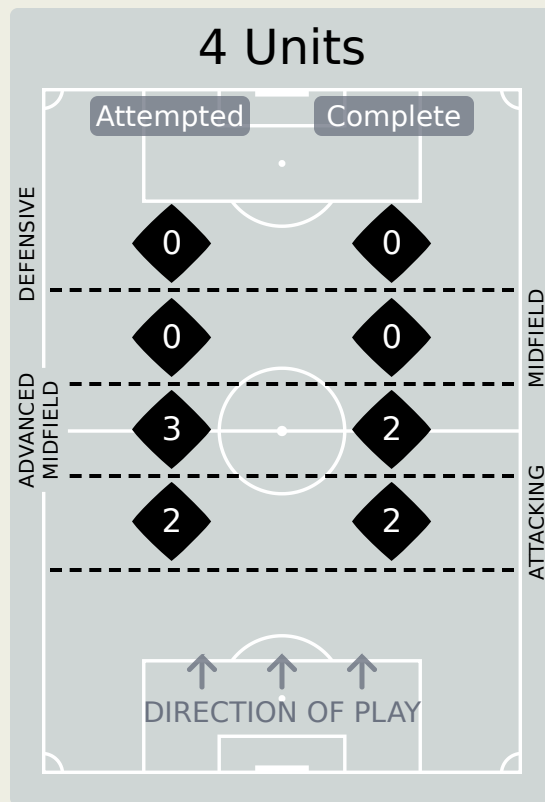 4 Units
Attempted Complete
DEFENSIVE
0 0
MIDFIELD
0 0
ADVANCED
MIDFIELD
3 2
ATTACKING
2 2
DIRECTION OF PLAY